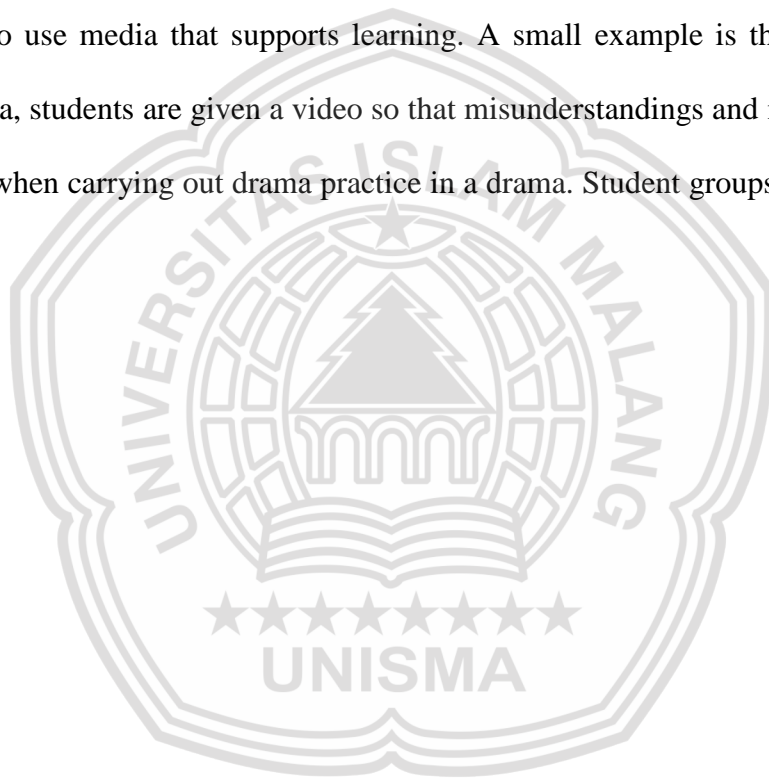 o use media that supports learning. A small example is th
a, students are given a video so that misunderstandings and
when carrying out drama practice in a drama. Student groups
UNIVERSITAS ISLAM MALANG
UNISMA